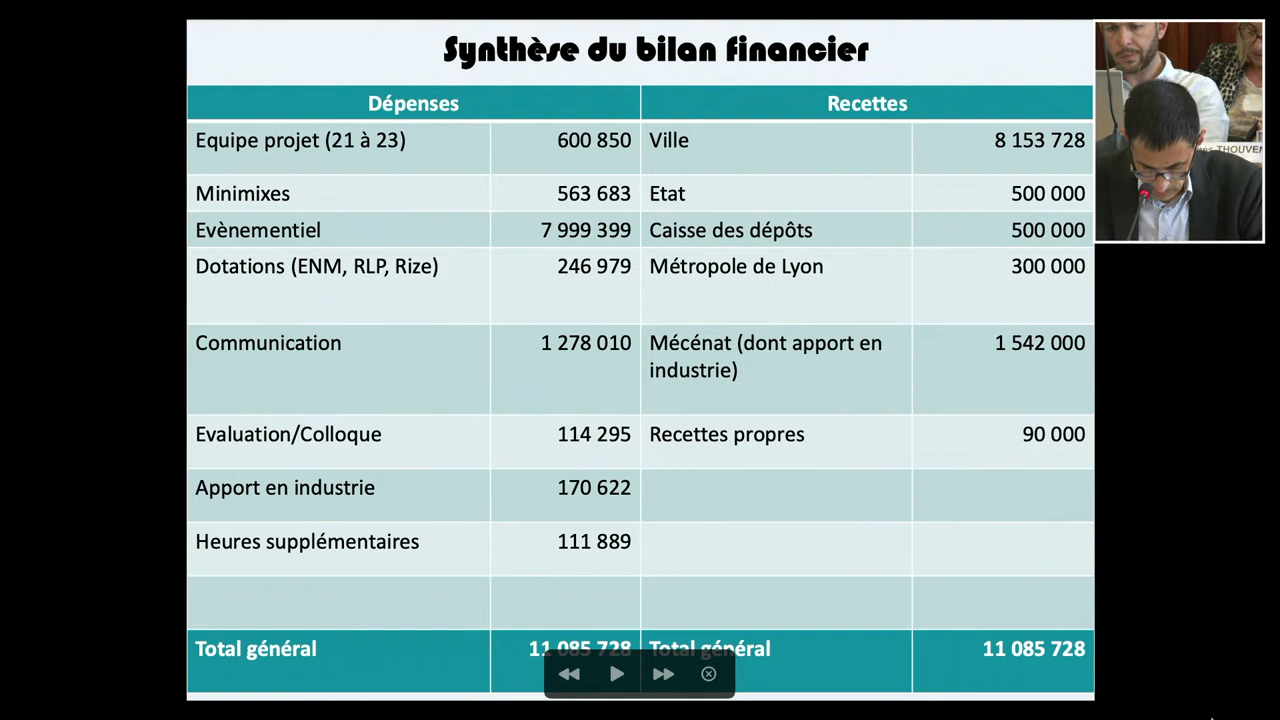 Synthèse du bilan financier
Dépenses Recettes
Equipe projet (21 à 23) 600 850 Ville 8 153 728
Minimixes 563 683 Etat 500 000
Evènementiel 7 999 399 Caisse des dépôts 500 000
Dotations (ENM, RLP, Rize) 246 979 Métropole de Lyon 300 000
Communication 1 278 010 Mécénat (dont apport en 1 542 000
industrie)
Evaluation/Colloque 114 295 Recettes propres 90 000
Apport en industrie 170 622
Heures supplémentaires 111 889
Total général 11 085 728 Total général 11 085 728
THOUVEN